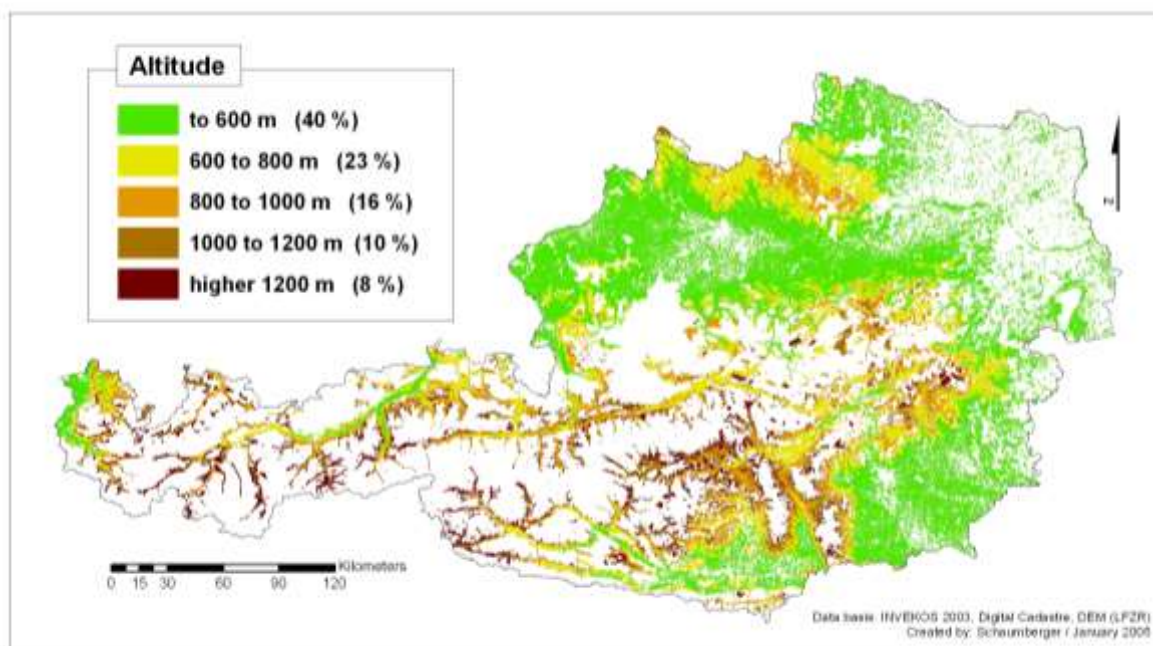 Altitude
to 600 m (40 %)
600 to 800 m (23 %)
800 to 1000 m (16 %)
1000 to 1200 m (10 %)
higher 1200 m (8 %)
N
Kilometers
0 15 30 60 90 120
Data basis: INVEKOS 2003, Digital Cadastre, DEM (LFZR)
Created by: Schaumberger / January 2006